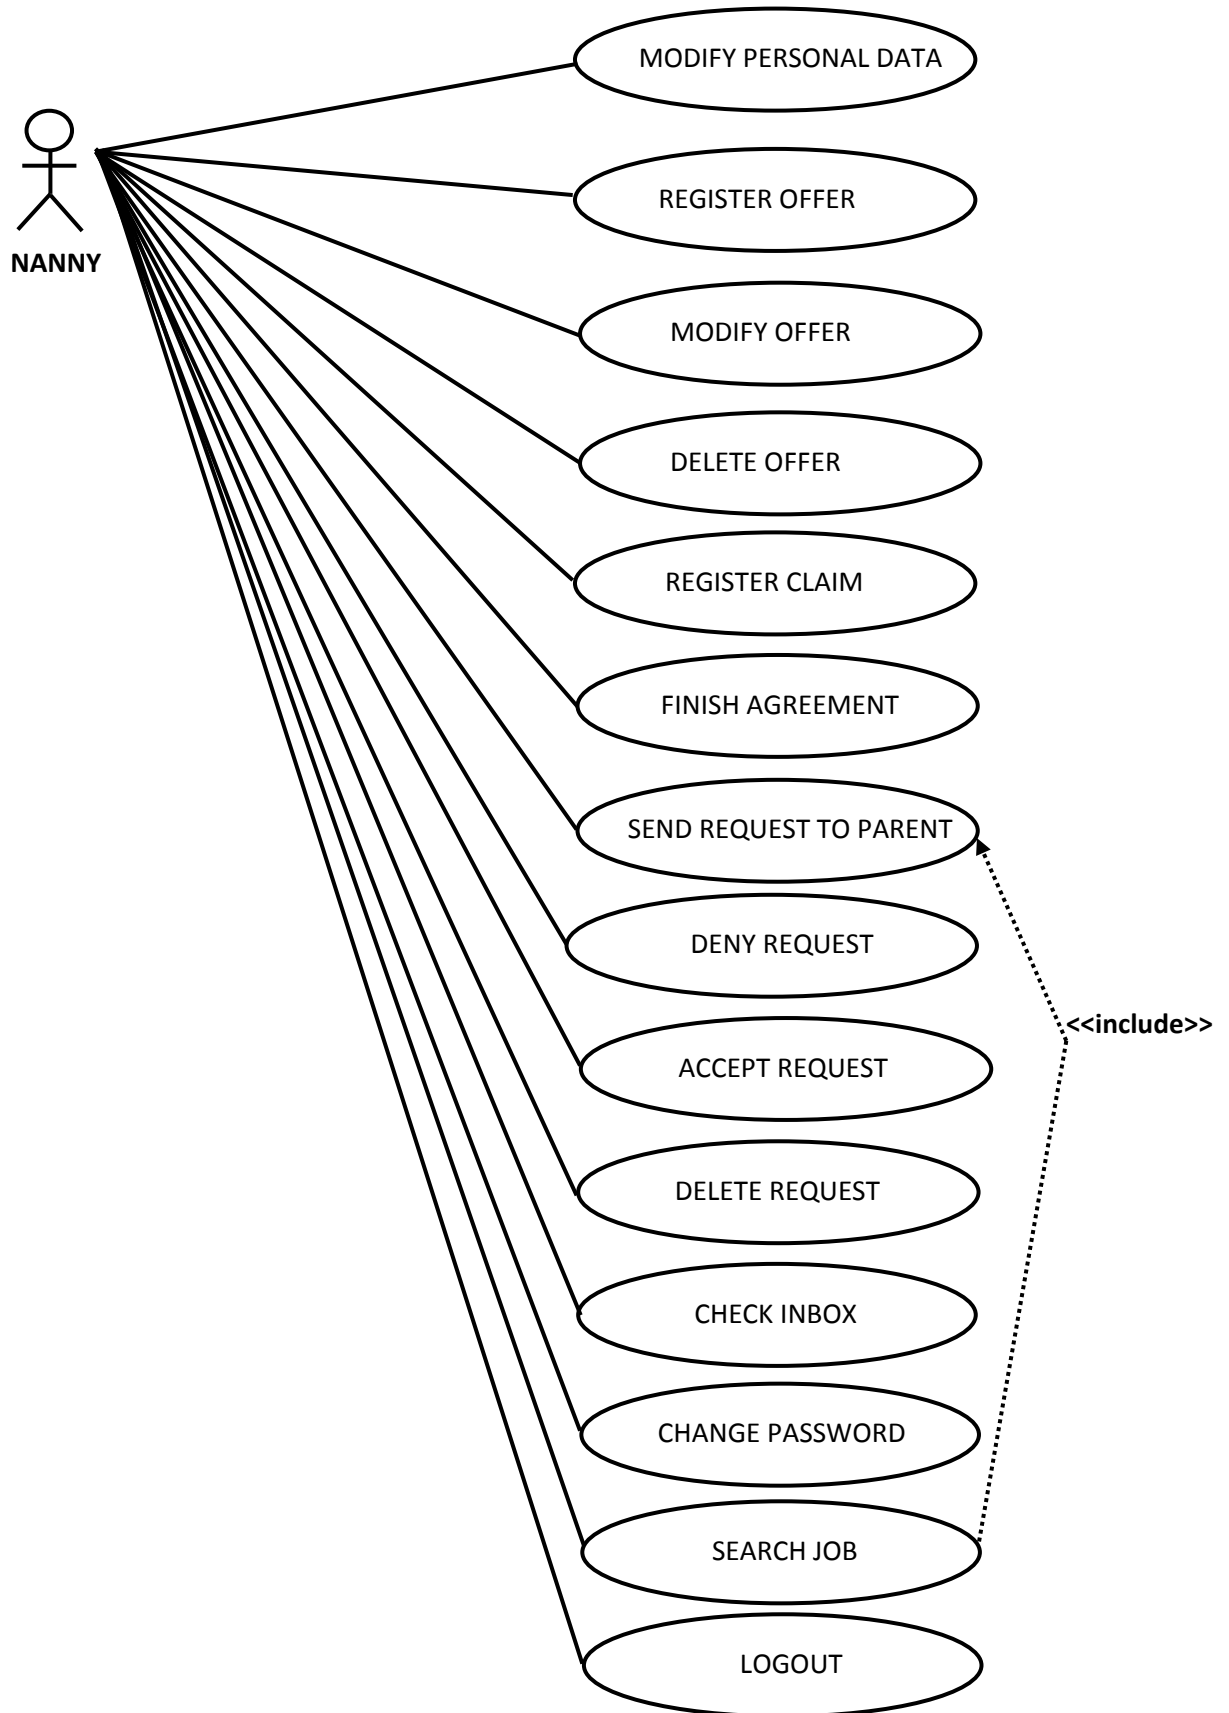 MODIFY PERSONAL DATA
REGISTER OFFER
NANNY
MODIFY OFFER
DELETE OFFER
REGISTER CLAIM
FINISH AGREEMENT
SEND REQUEST TO PARENT
DENY REQUEST
<<include>>
ACCEPT REQUEST
DELETE REQUEST
CHECK INBOX
CHANGE PASSWORD
SEARCH JOB
LOGOUT